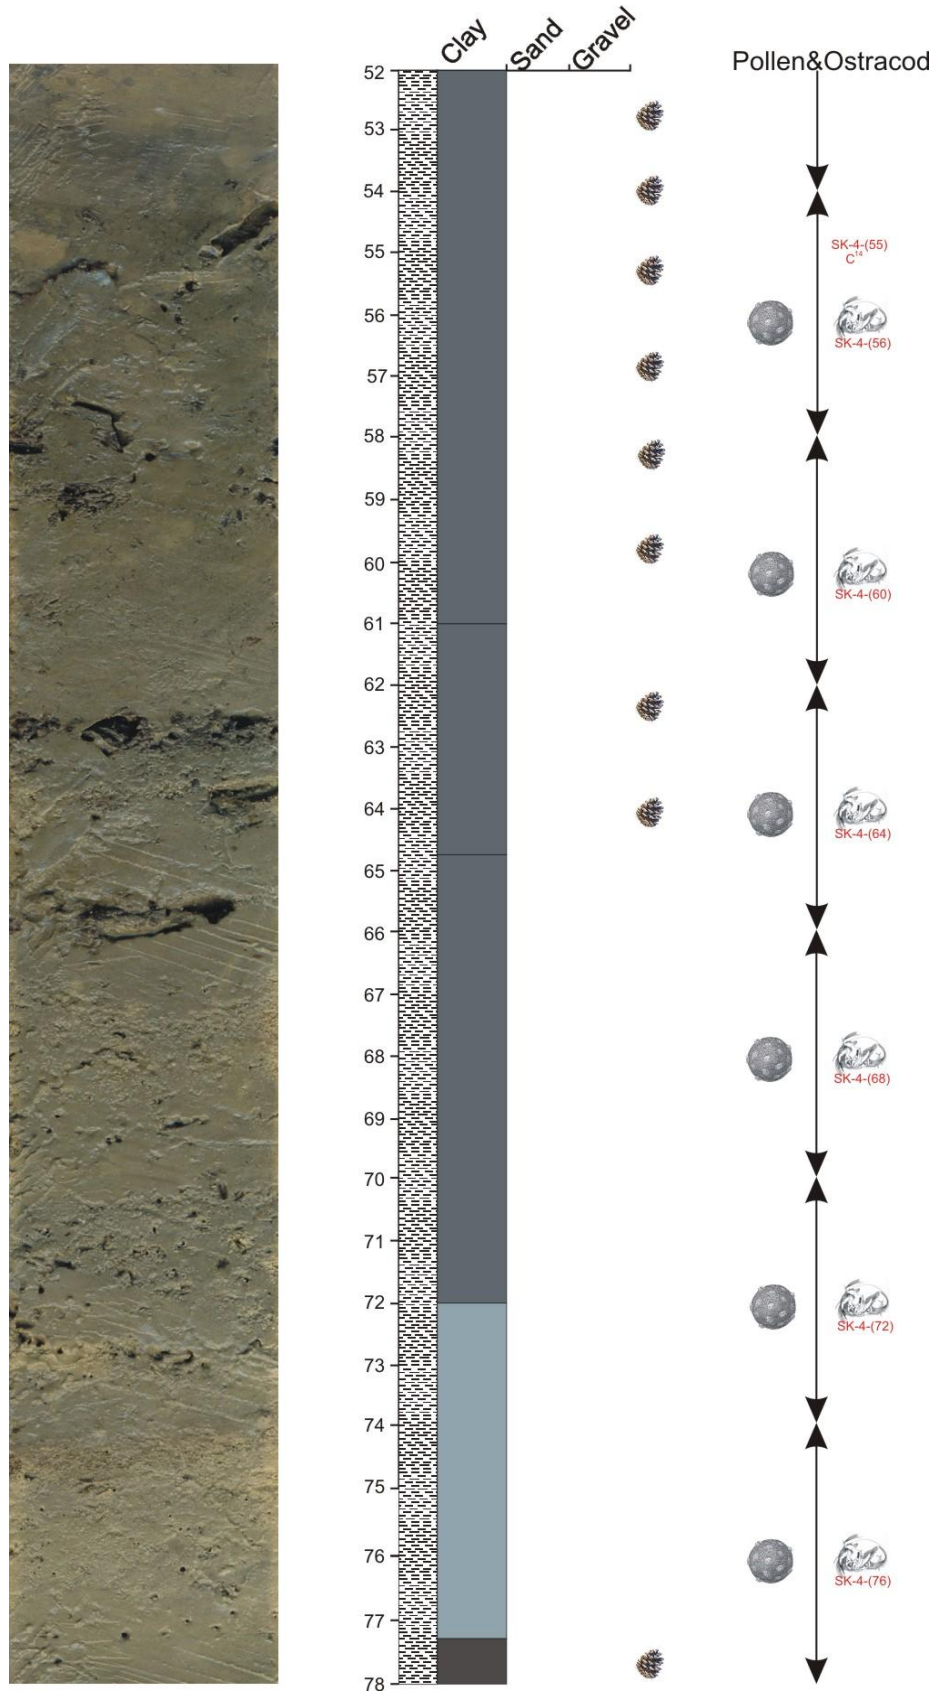 Clay Sand Gravel
Pollen&Ostracod
52
53
54
55
SK-4-(55)
C14
56
SK-4-(56)
57
58
59
60
SK-4-(60)
61
62
63
64
SK-4-(64)
65
66
67
68
SK-4-(68)
69
70
71
72
SK-4-(72)
73
74
75
76
SK-4-(76)
77
78